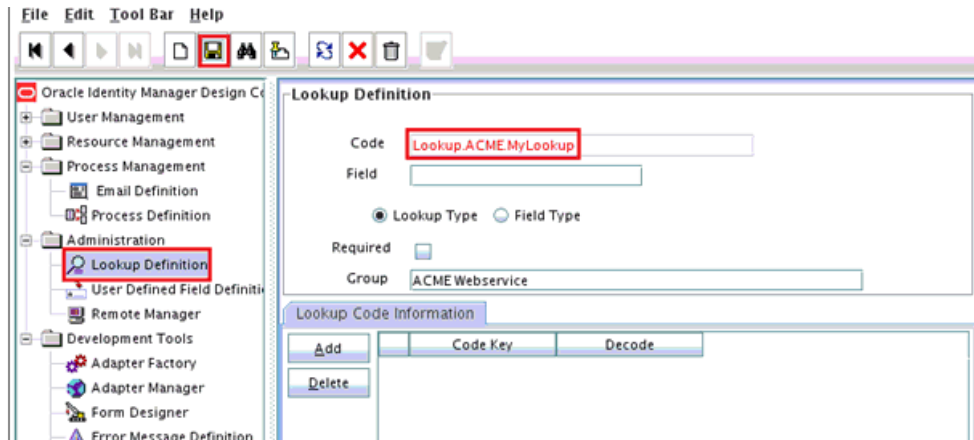 File Edit Tool Bar Help
Oracle Identity Manager Design Co
User Management
Resource Management
Process Management
Email Definition
Process Definition
Administration
Lookup Definition
User Defined Field Definiti
Remote Manager
Development Tools
Adapter Factory
Adapter Manager
Form Designer
Error Message Definition
Lookup Definition
Code Lookup.ACME.MyLookup
Field
Lookup Type Field Type
Required
Group ACME Webservice
Lookup Code Information
Add Code Key Decode
Delete